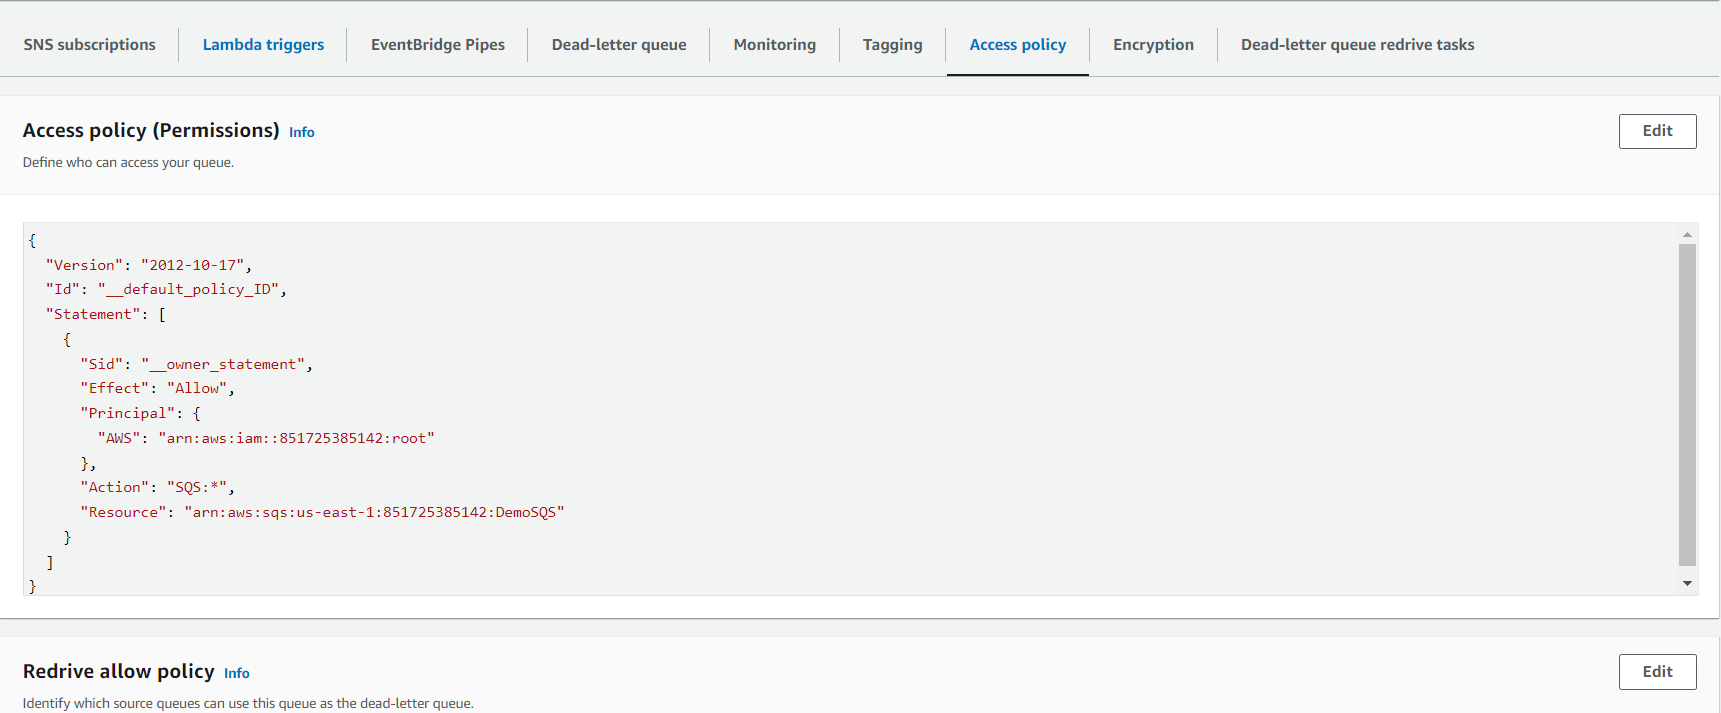 SNS subscriptions Lambda triggers EventBridge Pipes Dead-letter queue Monitoring Tagging Access policy Encryption Dead-letter queue redrive tasks
Access policy (Permissions) Info
Edit
Define who can access your queue.
{
  "Version": "2012-10-17",
  "Id": "__default_policy_ID",
  "Statement": [
    {
      "Sid": "__owner_statement",
      "Effect": "Allow",
      "Principal": {
        "AWS": "arn:aws:iam::851725385142:root"
      },
      "Action": "SQS:*",
      "Resource": "arn:aws:sqs:us-east-1:851725385142:DemoSQS"
    }
  ]
}
Redrive allow policy Info
Edit
Identify which source queues can use this queue as the dead-letter queue.